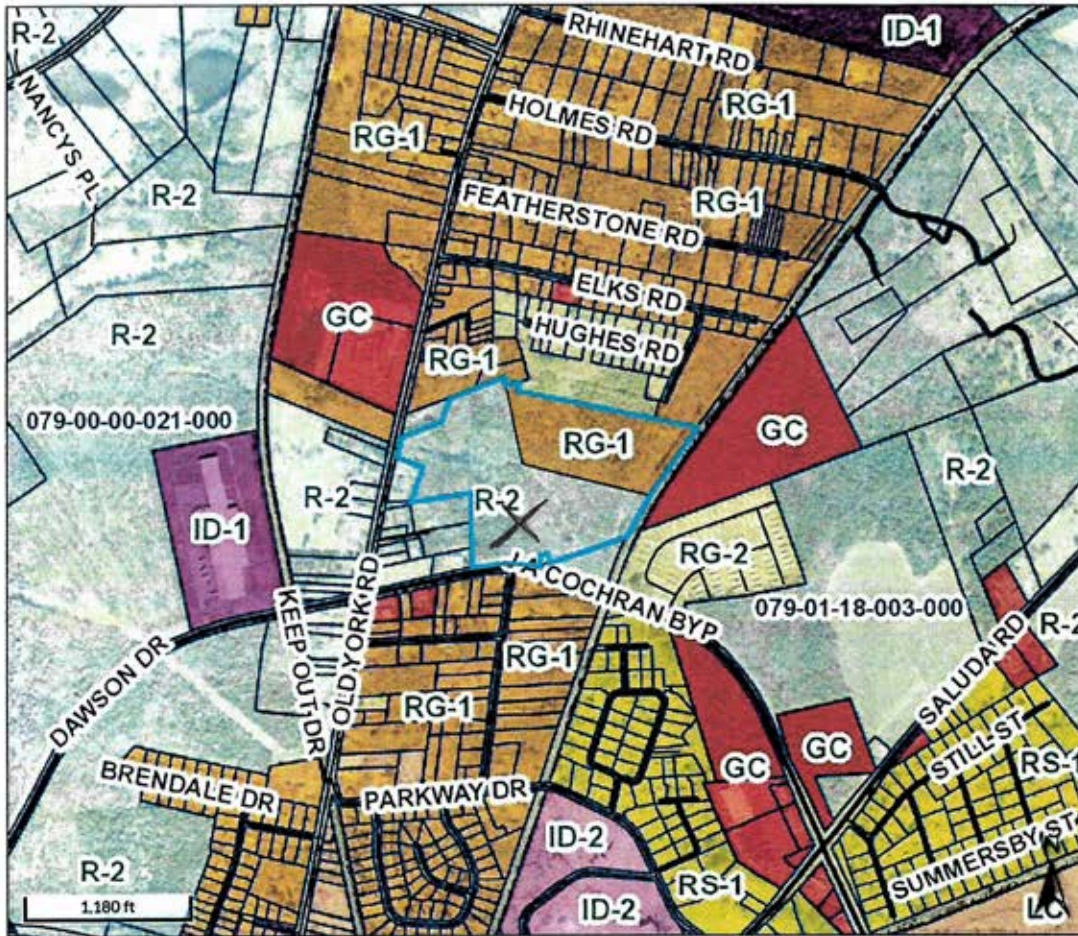 R-2
ID-1
RHINEHART RD
NANCYS PL
HOLMES RD
RG-1
RG-1
R-2
RG-1
FEATHERSTONE RD
ELKS RD
GC
HUGHES RD
R-2
RG-1
079-00-00-021-000
RG-1
GC
R-2
R-2
R-2
ID-1
RG-2
JA COCHRAN BYP
079-01-18-003-000
KEEP OUT DR
OLD YORK RD
R-2
DAWSON DR
RG-1
SALUDA RD
RG-1
GC
STILL ST
RS-1
BRENDALE DR
PARKWAY DR
GC
ID-2
R-2
RS-1
SUMMERSBY ST
1,180 ft
ID-2
LC